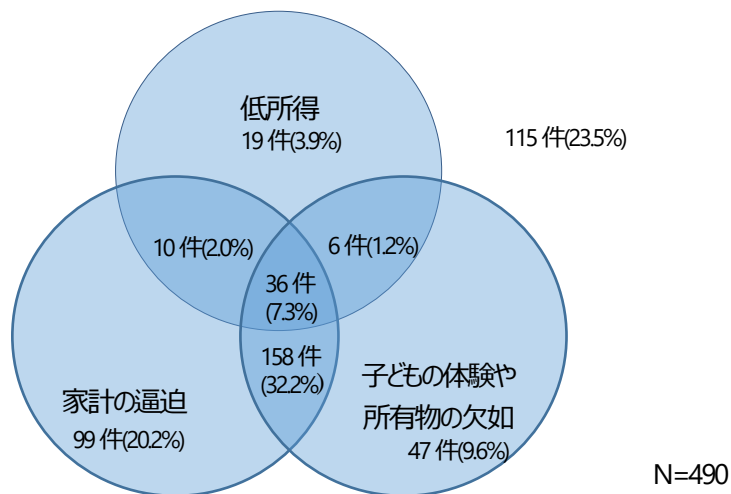 低所得
19 件(3.9%)
115 件(23.5%)
10 件(2.0%)
6 件(1.2%)
36 件
(7.3%)
158 件
(32.2%)
家計の逼迫
99 件(20.2%)
子どもの体験や
所有物の欠如
47 件(9.6%)
N=490